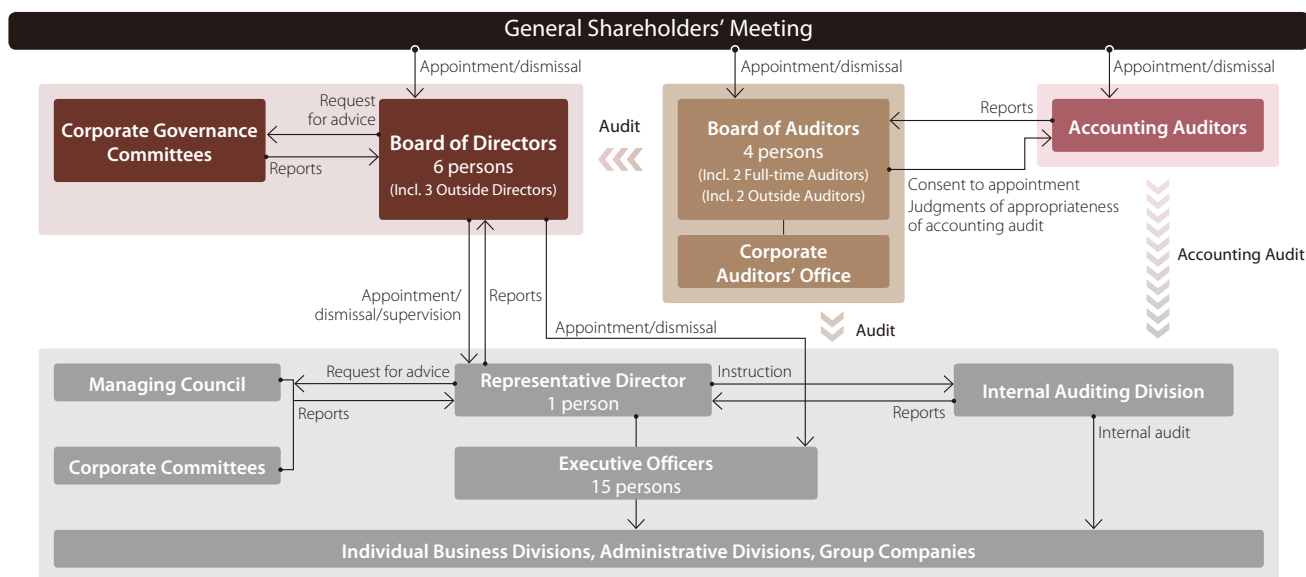 General Shareholders’ Meeting
Appointment/dismissal
Appointment/dismissal
Appointment/dismissal
Corporate Governance
Committees
Request
for advice
Reports
Board of Directors
6 persons
(Incl. 3 Outside Directors)
Audit
Board of Auditors
4 persons
(Incl. 2 Full-time Auditors)
(Incl. 2 Outside Auditors)
Corporate
Auditors’ Office
Reports
Accounting Auditors
Consent to appointment
Judgments of appropriateness
of accounting audit
Accounting Audit
Appointment/
dismissal/supervision
Reports
Appointment/dismissal
Audit
Managing Council
Request for advice
Reports
Corporate Committees
Representative Director
1 person
Instruction
Reports
Internal Auditing Division
Internal audit
Executive Officers
15 persons
Individual Business Divisions, Administrative Divisions, Group Companies